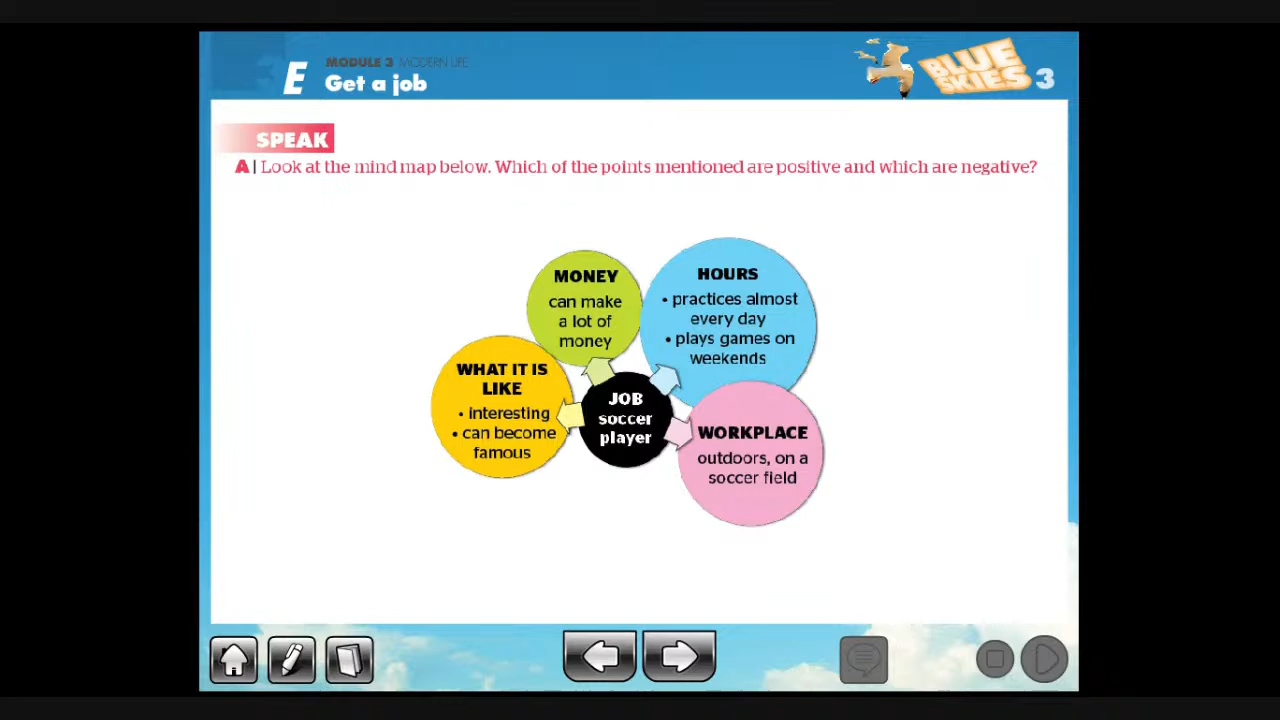 E
MODULE 3 MODERN LIFE
Get a job
BLUE
SKIES 3
SPEAK
A| Look at the mind map below. Which of the points mentioned are positive and which are negative?
MONEY
can make
a lot of
money
HOURS
• practices almost
every day
• plays games on
weekends
WHAT IT IS
LIKE
• interesting
• can become
famous
JOB
soccer
player
WORKPLACE
outdoors, on a
soccer field